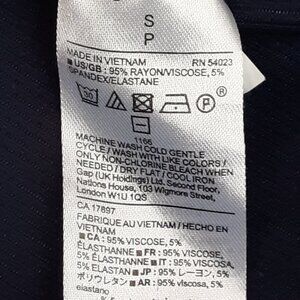 S
P
MADE IN VIETNAM RN 54023
■ US/GB : 95% RAYON/VISCOSE, 5%
SPANDEX/ELASTANE
30
P
1166
MACHINE WASH COLD GENTLE
CYCLE / WASH WITH LIKE COLORS /
ONLY NON-CHLORINE BLEACH WHEN
NEEDED / DRY FLAT / COOL IRON
Gap (UK Holdings) Ltd. Second Floor,
Nations House, 103 Wigmore Street,
London W1U 1QS
CA 17897
FABRIQUE AU VIETNAM / HECHO EN
VIETNAM
■ CA : 95% VISCOSE, 5%
ÉLASTHANNE ■ FR : 95% VISCOSE, 5%
ÉLASTHANNE ■ IT : 95% VISCOSA,
5% ELASTAN ■ JP : 95% レーヨン, 5%
ポリウレタン ■ AR : 95% VISCOSA, 5%
elastano